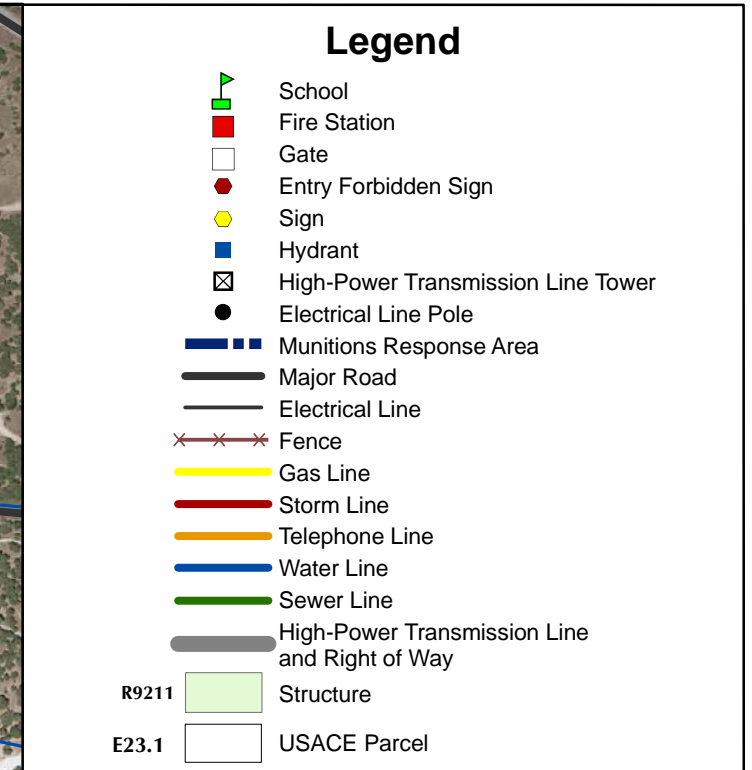 Legend
School
Fire Station
Gate
Entry Forbidden Sign
Sign
Hydrant
High-Power Transmission Line Tower
Electrical Line Pole
Munitions Response Area
Major Road
Electrical Line
Fence
Gas Line
Storm Line
Telephone Line
Water Line
Sewer Line
High-Power Transmission Line
and Right of Way
R9211 Structure
E23.1 USACE Parcel